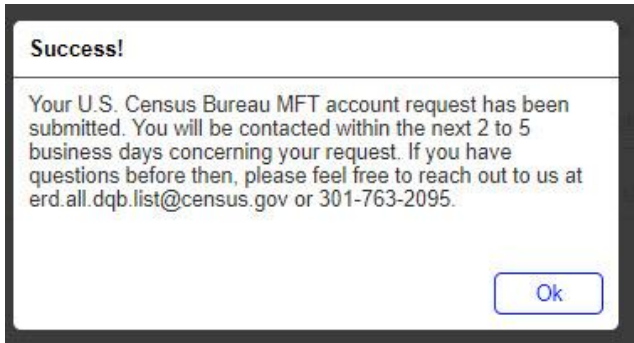 Success!
Your U.S. Census Bureau MFT account request has been
submitted. You will be contacted within the next 2 to 5
business days concerning your request. If you have
questions before then, please feel free to reach out to us at
erd.all.dqb.list@census.gov or 301-763-2095.
Ok